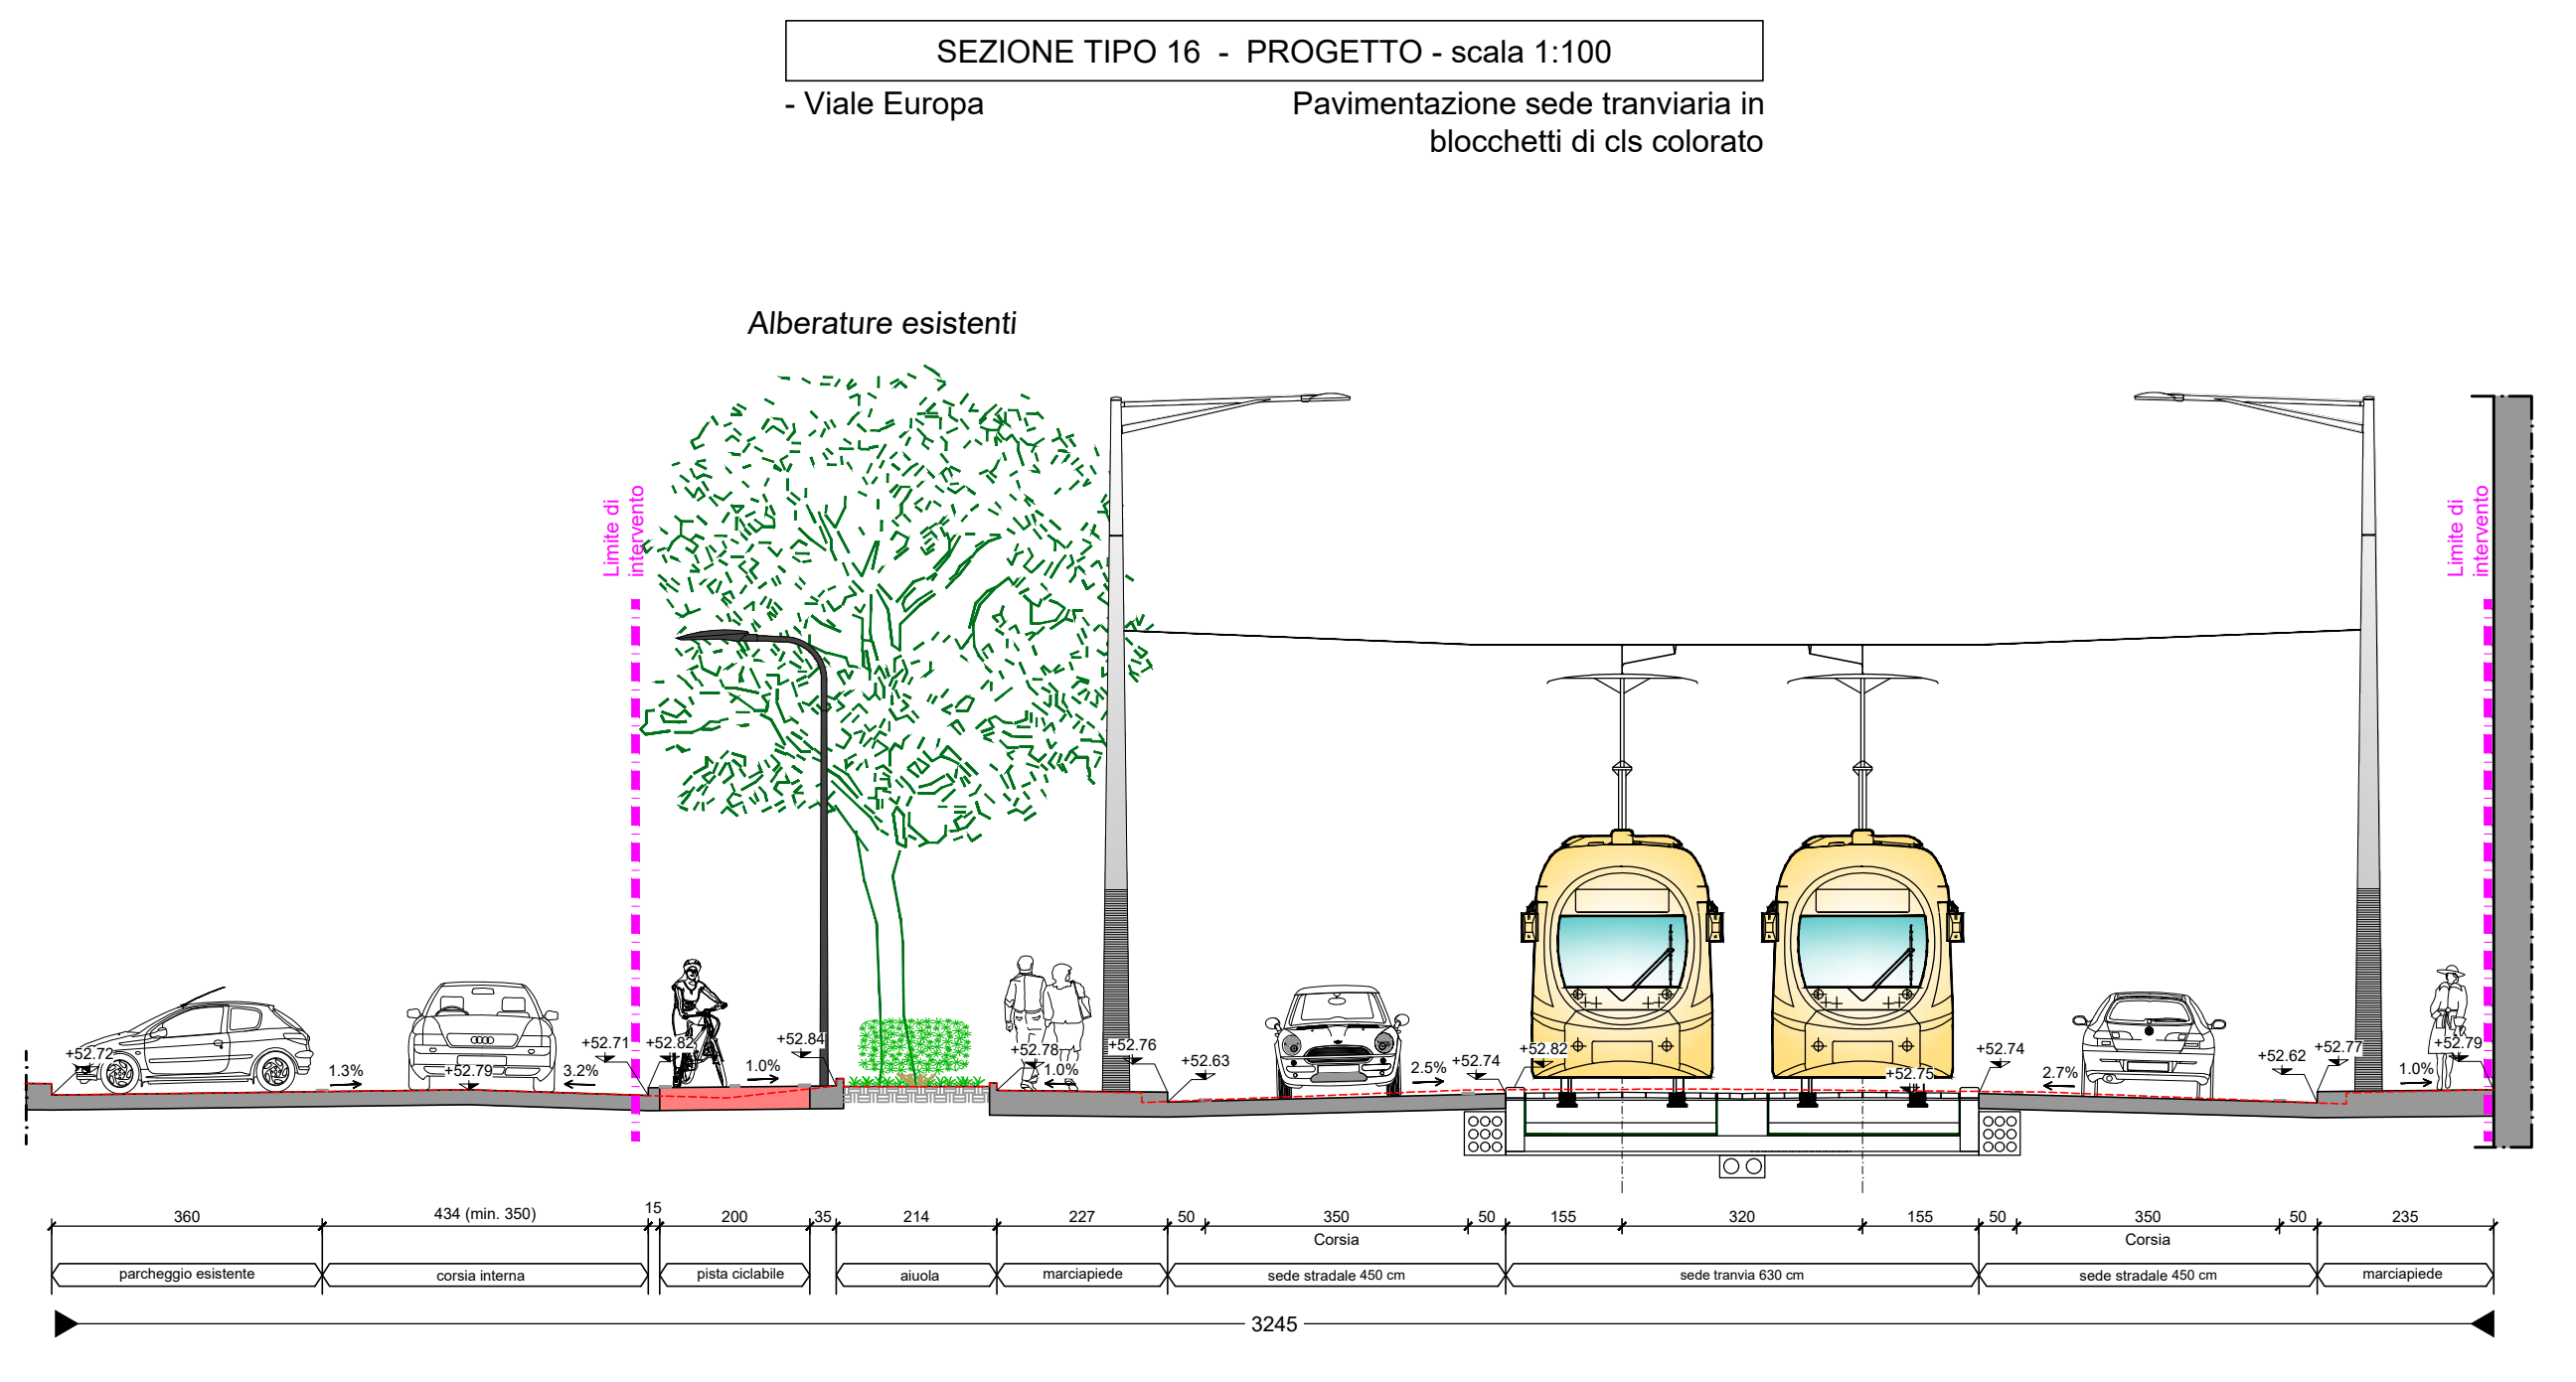 SEZIONE TIPO 16 - PROGETTO - scala 1:100
- Viale Europa
Pavimentazione sede tranviaria in
blocchetti di cls colorato
Alberature esistenti
Limite di
intervento
Limite di
intervento
+52.72
1.3%
+52.79
3.2%
+52.71
+52.82
1.0%
+52.84
+52.78
1.0%
+52.76
+52.63
2.5%
+52.74
+52.82
+52.75
+52.74
2.7%
+52.62
+52.77
1.0%
+52.79
360
434 (min. 350)
15
200
35
214
227
50
350
50
155
320
155
50
350
50
235
Corsia
Corsia
parcheggio esistente
corsia interna
pista ciclabile
aiuola
marciapiede
sede stradale 450 cm
sede tranvia 630 cm
sede stradale 450 cm
marciapiede
3245